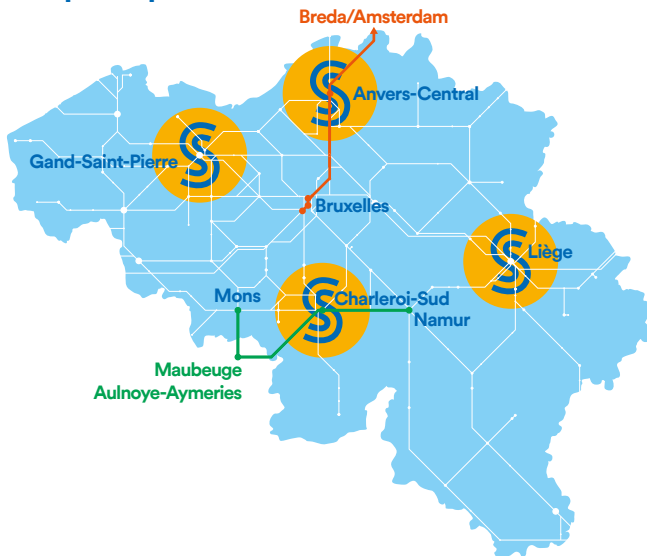 Breda/Amsterdam
Anvers-Central
Gand-Saint-Pierre
Bruxelles
Liège
Mons
Charleroi-Sud
Namur
Maubeuge
Aulnoye-Aymeries